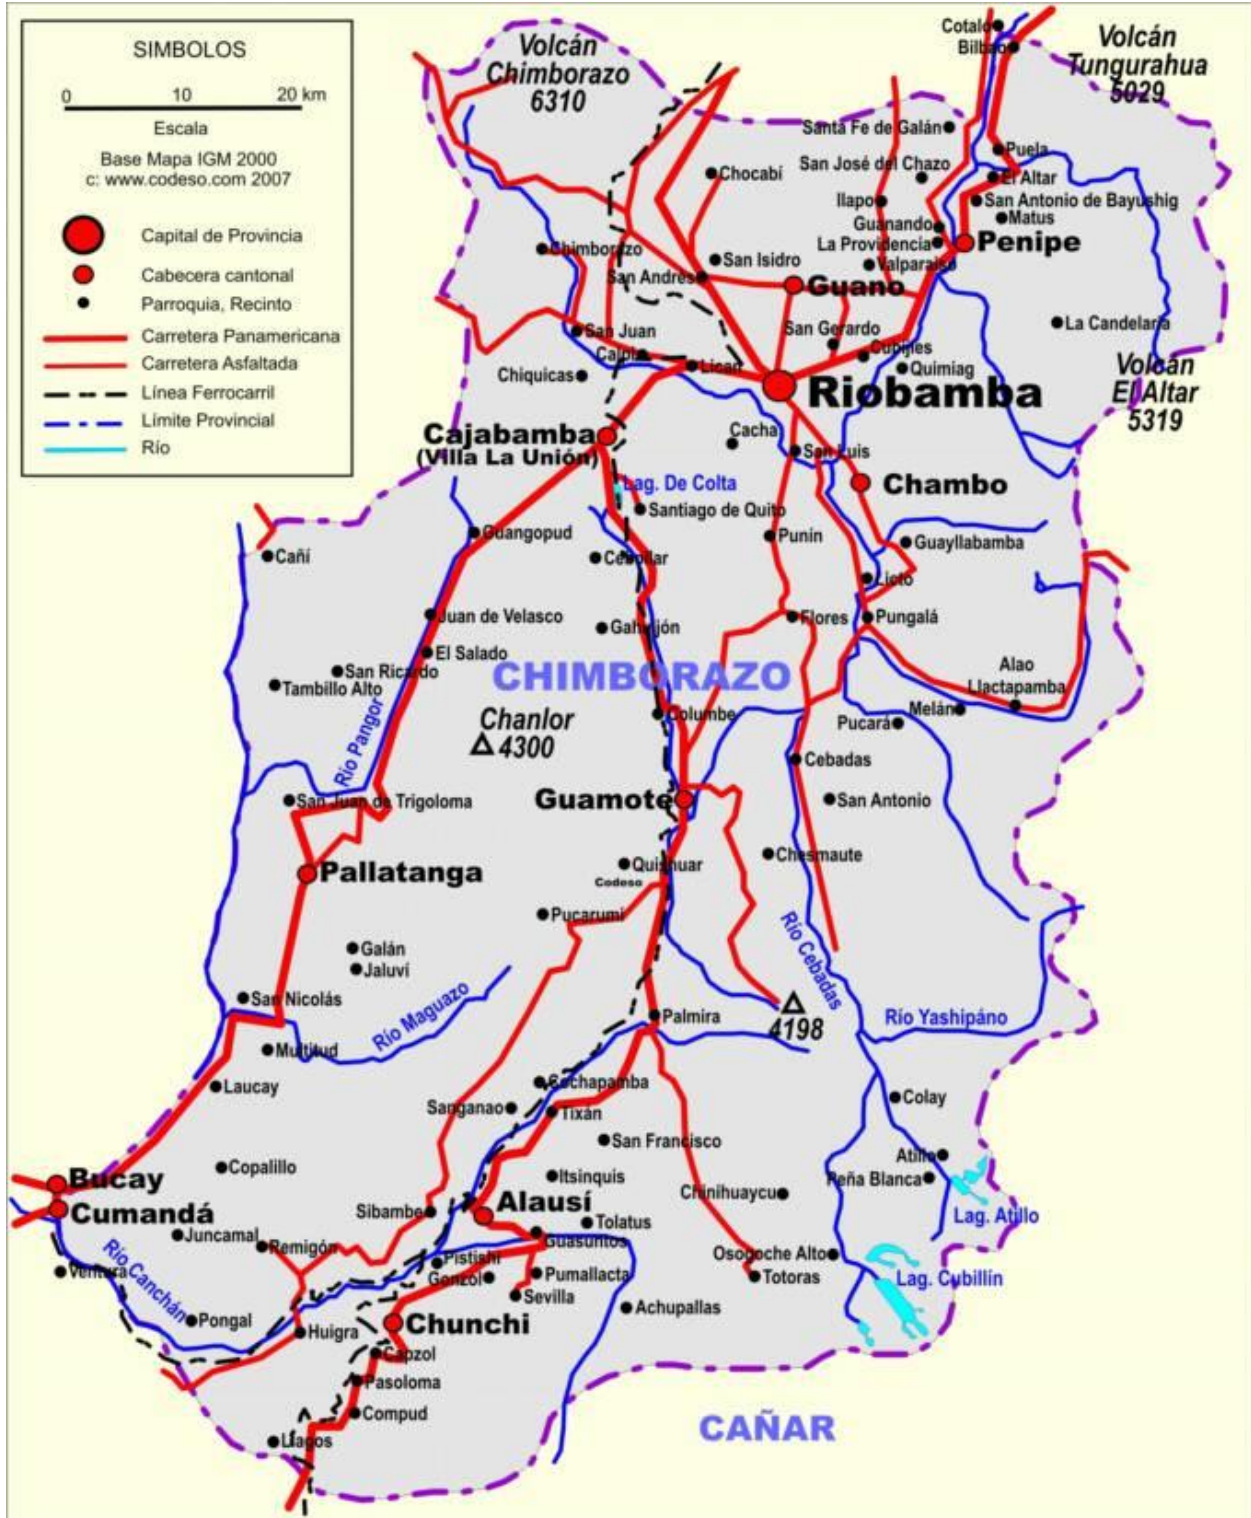 SIMBOLOS
0 10 20 km
Escala
Base Mapa IGM 2000
c: www.codeso.com 2007
Capital de Provincia
Cabecera cantonal
Parroquia, Recinto
Carretera Panamericana
Carretera Asfaltada
Línea Ferrocarril
Límite Provincial
Río
Volcán
Chimborazo
6310
Cotalo
Bilbao
Volcán
Tungurahua
5029
Santa Fe de Galán
Puela
San José del Chazo
El Altar
Chocabí
Ilapo
San Antonio de Bayushig
Matus
Guanando
La Providencia
Penipe
Chimborazo
San Isidro
Valparaiso
San Andrés
Guano
San Juan
San Gerardo
La Candelaria
Calpi
Cubijíes
Licán
Quimiag
Volcán
El Altar
5319
Chiquicas
Riobamba
Cajabamba
(Villa La Unión)
Cacha
San Luis
Lag. De Colta
Chambo
Santiago de Quito
Guangopud
Punín
Guayllabamba
Cañí
Cebollar
Licto
Juan de Velasco
Gahuijón
Flores
Pungalá
El Salado
San Ricardo
Tambillo Alto
CHIMBORAZO
Alao
Llactapamba
Río Pangor
Chanlor
4300
Columbe
Melán
Pucará
Cebadas
San Juan de Trigoloma
Guamote
San Antonio
Pallatanga
Quishuar
Codeso
Chesmaute
Pucarumí
Río Cebadas
Galán
Jaluví
San Nicolás
Río Maguazo
Palmira
4198
Río Yashipáno
Multitud
Laucay
Cochapamba
Sanganao
Tixán
Colay
San Francisco
Copalillo
Atillo
Bucay
Itsinquis
Peña Blanca
Cumandá
Chinihuaycu
Sibambe
Alausí
Lag. Atillo
Juncamal
Tolatus
Remigón
Guasuntos
Osogoche Alto
Río Canchán
Ventura
Pistishi
Gonzol
Pumallacta
Totoras
Lag. Cubillín
Sevilla
Achupallas
Pongal
Huigra
Chunchi
Capzol
Pasoloma
Compud
CAÑAR
Llagos